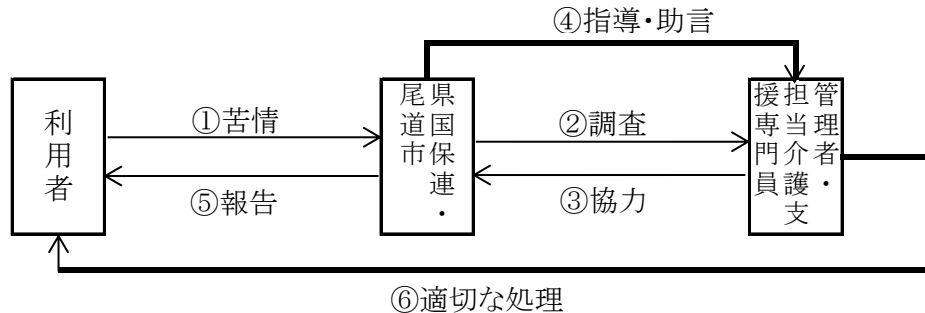 ④指導・助言
利用者
①苦情
⑤報告
県国保連・
尾道市
②調査
③協力
管理者・
担当介護支
援専門員
⑥適切な処理